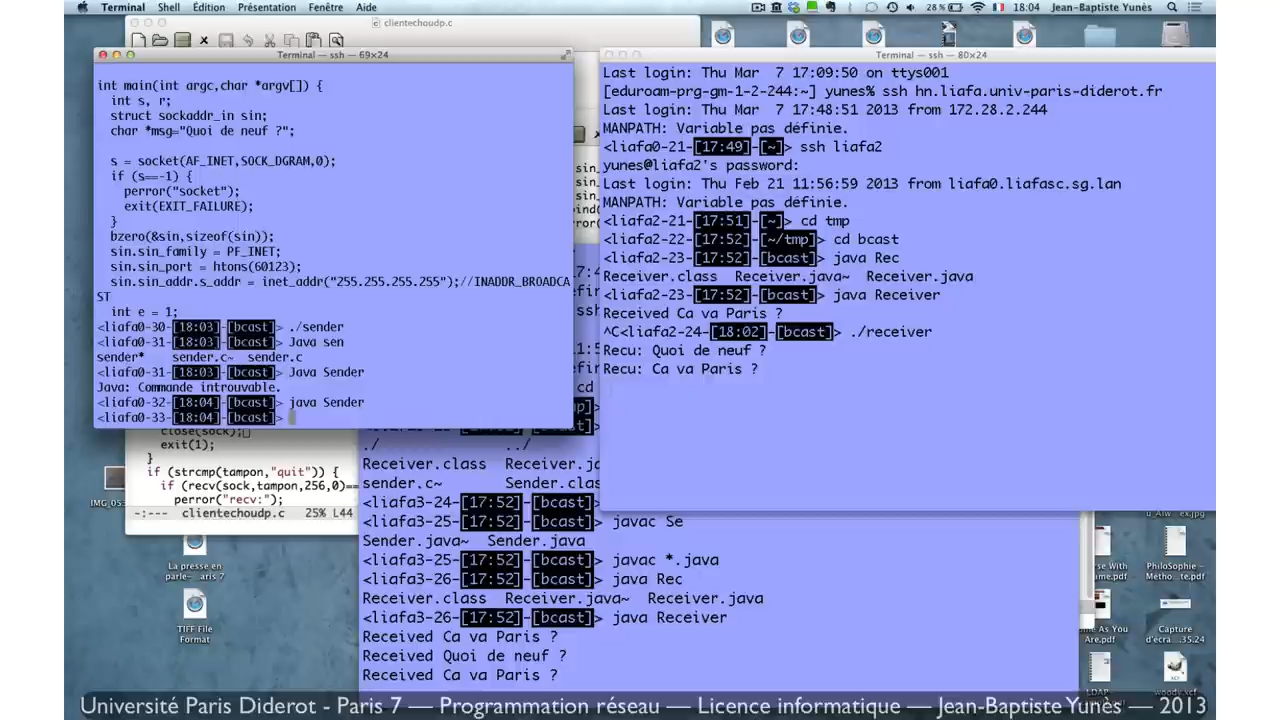 Terminal Shell Édition Présentation Fenêtre Aide 28 % 18:04 Jean-Baptiste Yunès
clientechoudp.c
Terminal — ssh — 69×24
int main(int argc,char *argv[]) {
int s, r;
struct sockaddr_in sin;
char *msg="Quoi de neuf ?";
s = socket(AF_INET,SOCK_DGRAM,0);
if (s==-1) {
perror("socket");
exit(EXIT_FAILURE);
}
bzero(&sin,sizeof(sin));
sin.sin_family = PF_INET;
sin.sin_port = htons(60123);
sin.sin_addr.s_addr = inet_addr("255.255.255.255");//INADDR_BROADCA
ST
int e = 1;
<liafa0-30-[18:03]-[bcast]> ./sender
<liafa0-31-[18:03]-[bcast]> Java sen
sender* sender.c~ sender.c
<liafa0-31-[18:03]-[bcast]> Java Sender
Java: Commande introuvable.
<liafa0-32-[18:04]-[bcast]> java Sender
<liafa0-33-[18:04]-[bcast]>
Terminal — ssh — 80×24
Last login: Thu Mar 7 17:09:50 on ttys001
[eduroam-prg-gm-1-2-244:~] yunes% ssh hn.liafa.univ-paris-diderot.fr
Last login: Thu Mar 7 17:48:51 2013 from 172.28.2.244
MANPATH: Variable pas définie.
<liafa0-21-[17:49]-[~]> ssh liafa2
yunes@liafa2's password:
Last login: Thu Feb 21 11:56:59 2013 from liafa0.liafasc.sg.lan
MANPATH: Variable pas définie.
<liafa2-21-[17:51]-[~]> cd tmp
<liafa2-22-[17:52]-[~/tmp]> cd bcast
<liafa2-23-[17:52]-[bcast]> java Rec
Receiver.class Receiver.java~ Receiver.java
<liafa2-23-[17:52]-[bcast]> java Receiver
Received Ca va Paris ?
^C<liafa2-24-[18:02]-[bcast]> ./receiver
Recu: Quoi de neuf ?
Recu: Ca va Paris ?
close(sock);
exit(1);
}
if (strcmp(tampon,"quit")) {
if (recv(sock,tampon,256,0)==
perror("recv:");
-:--- clientechoudp.c 25% L44
./ ../
Receiver.class Receiver.ja
sender.c~ Sender.clas
<liafa3-24-[17:52]-[bcast]>
<liafa3-25-[17:52]-[bcast]> javac Se
Sender.java~ Sender.java
<liafa3-25-[17:52]-[bcast]> javac *.java
<liafa3-26-[17:52]-[bcast]> java Rec
Receiver.class Receiver.java~ Receiver.java
<liafa3-26-[17:52]-[bcast]> java Receiver
Received Ca va Paris ?
Received Quoi de neuf ?
Received Ca va Paris ?
La presse en
parle-...aris 7
TIFF File
Format
PhiloSophie –
Métho...te.pdf
Capture
d'écra...35.24
LDAP
woody.xcf
Université Paris Diderot - Paris 7 — Programmation réseau — Licence informatique — Jean-Baptiste Yunès — 2013